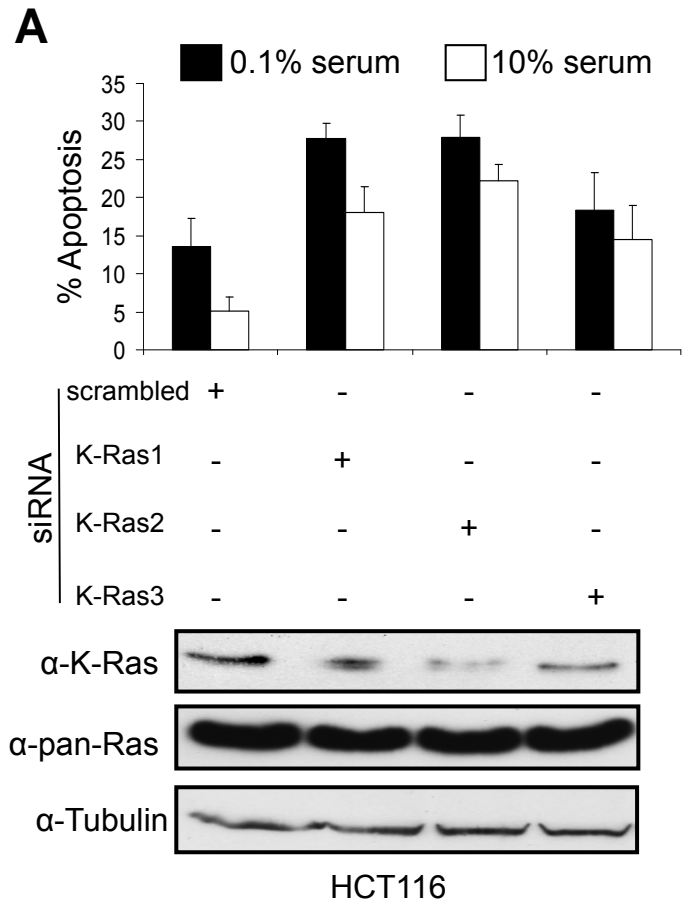 A
0.1% serum 10% serum
% Apoptosis
35
30
25
20
15
10
5
0
siRNA
scrambled + - - -
K-Ras1 - + - -
K-Ras2 - - + -
K-Ras3 - - - +
α-K-Ras
α-pan-Ras
α-Tubulin
HCT116